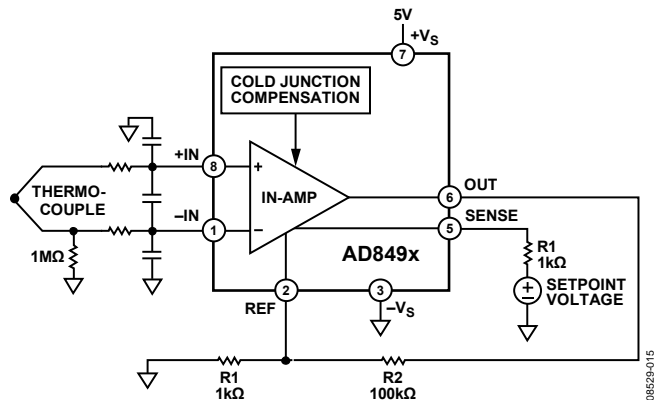 5V
+VS
7
COLD JUNCTION
COMPENSATION
+IN
8
+
THERMO-
COUPLE
IN-AMP
OUT
6
–IN
1
–
SENSE
5
1MΩ
AD849x
R1
1kΩ
+
–
SETPOINT
VOLTAGE
2
3
REF
–VS
R1
1kΩ
R2
100kΩ
08529-015